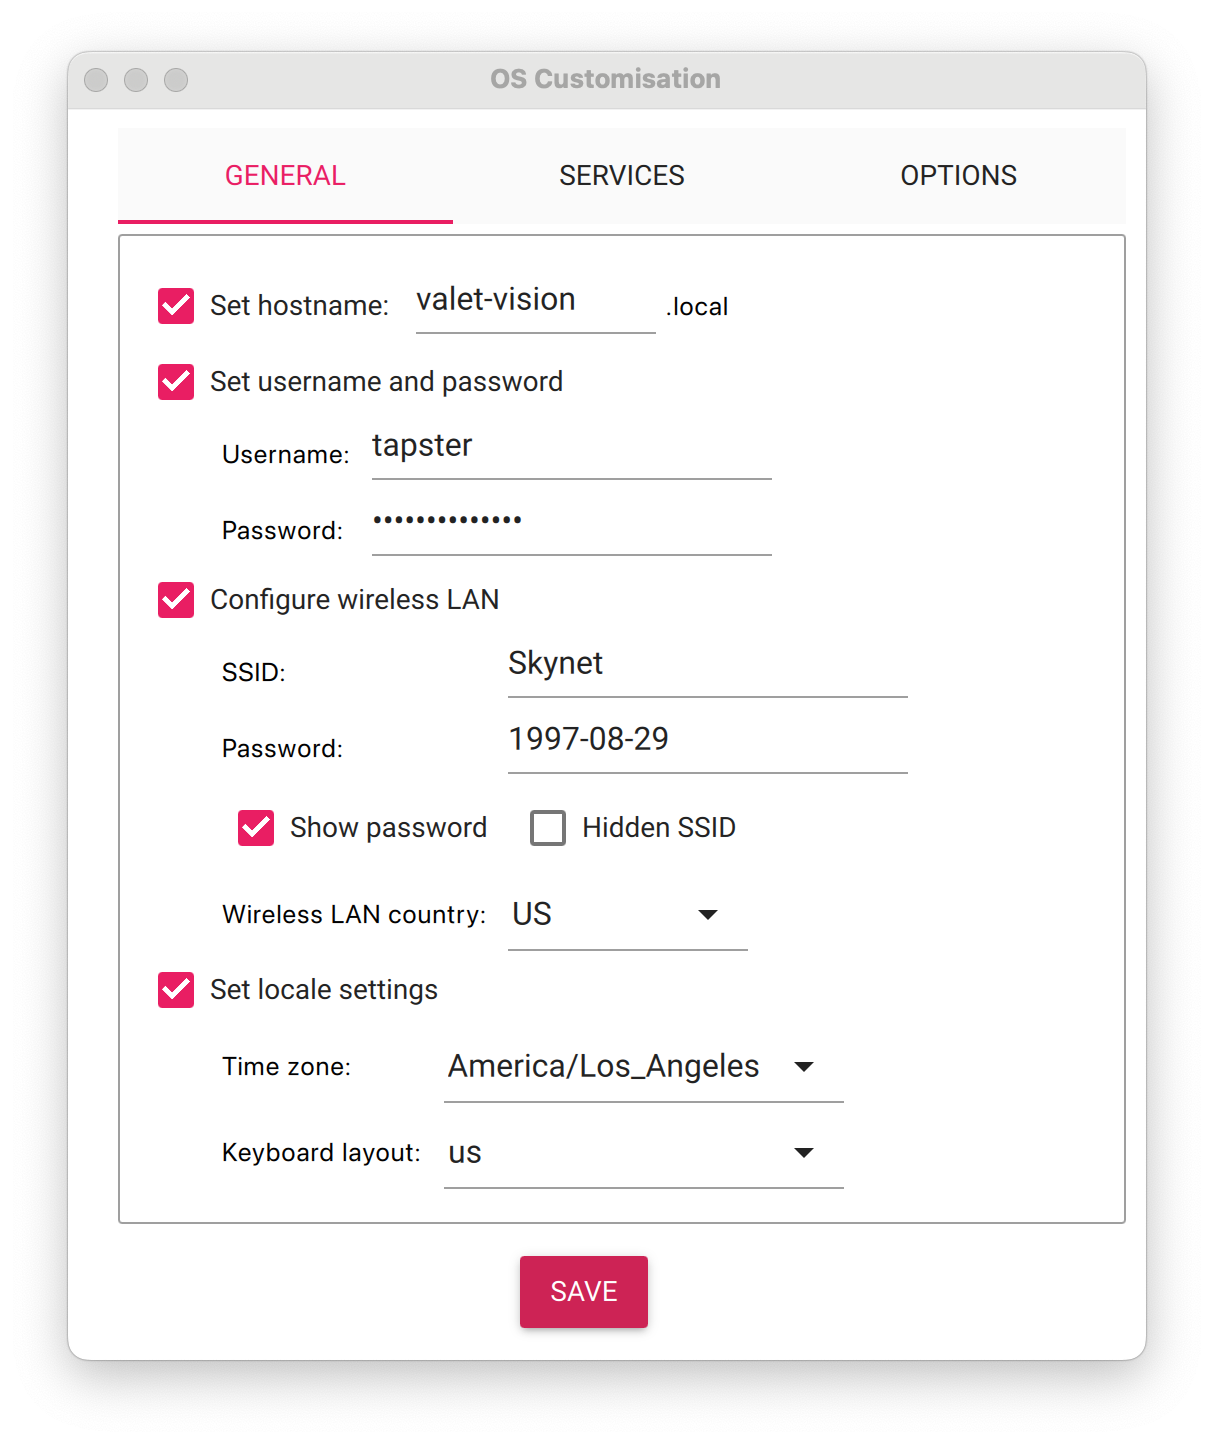 OS Customisation
GENERAL SERVICES OPTIONS
Set hostname: valet-vision .local
Set username and password
Username: tapster
Password: ••••••••••••••
Configure wireless LAN
SSID: Skynet
Password: 1997-08-29
Show password Hidden SSID
Wireless LAN country: US
Set locale settings
Time zone: America/Los_Angeles
Keyboard layout: us
SAVE